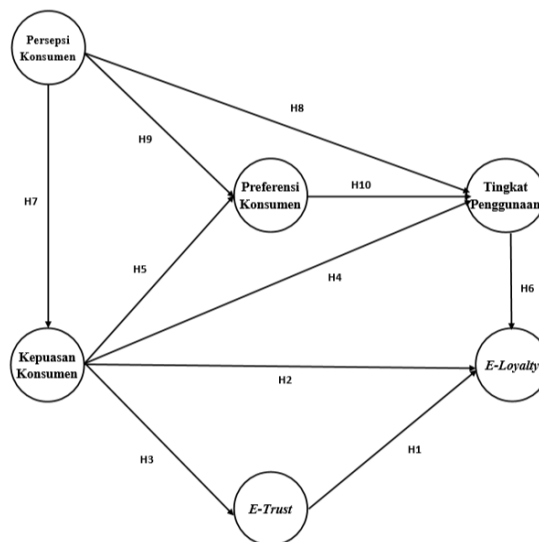 Persepsi
Konsumen
H8
H9
H7
Preferensi
Konsumen
H10
Tingkat
Penggunaan
H5
H4
H6
Kepuasan
Konsumen
H2
E-Loyalty
H3
H1
E-Trust